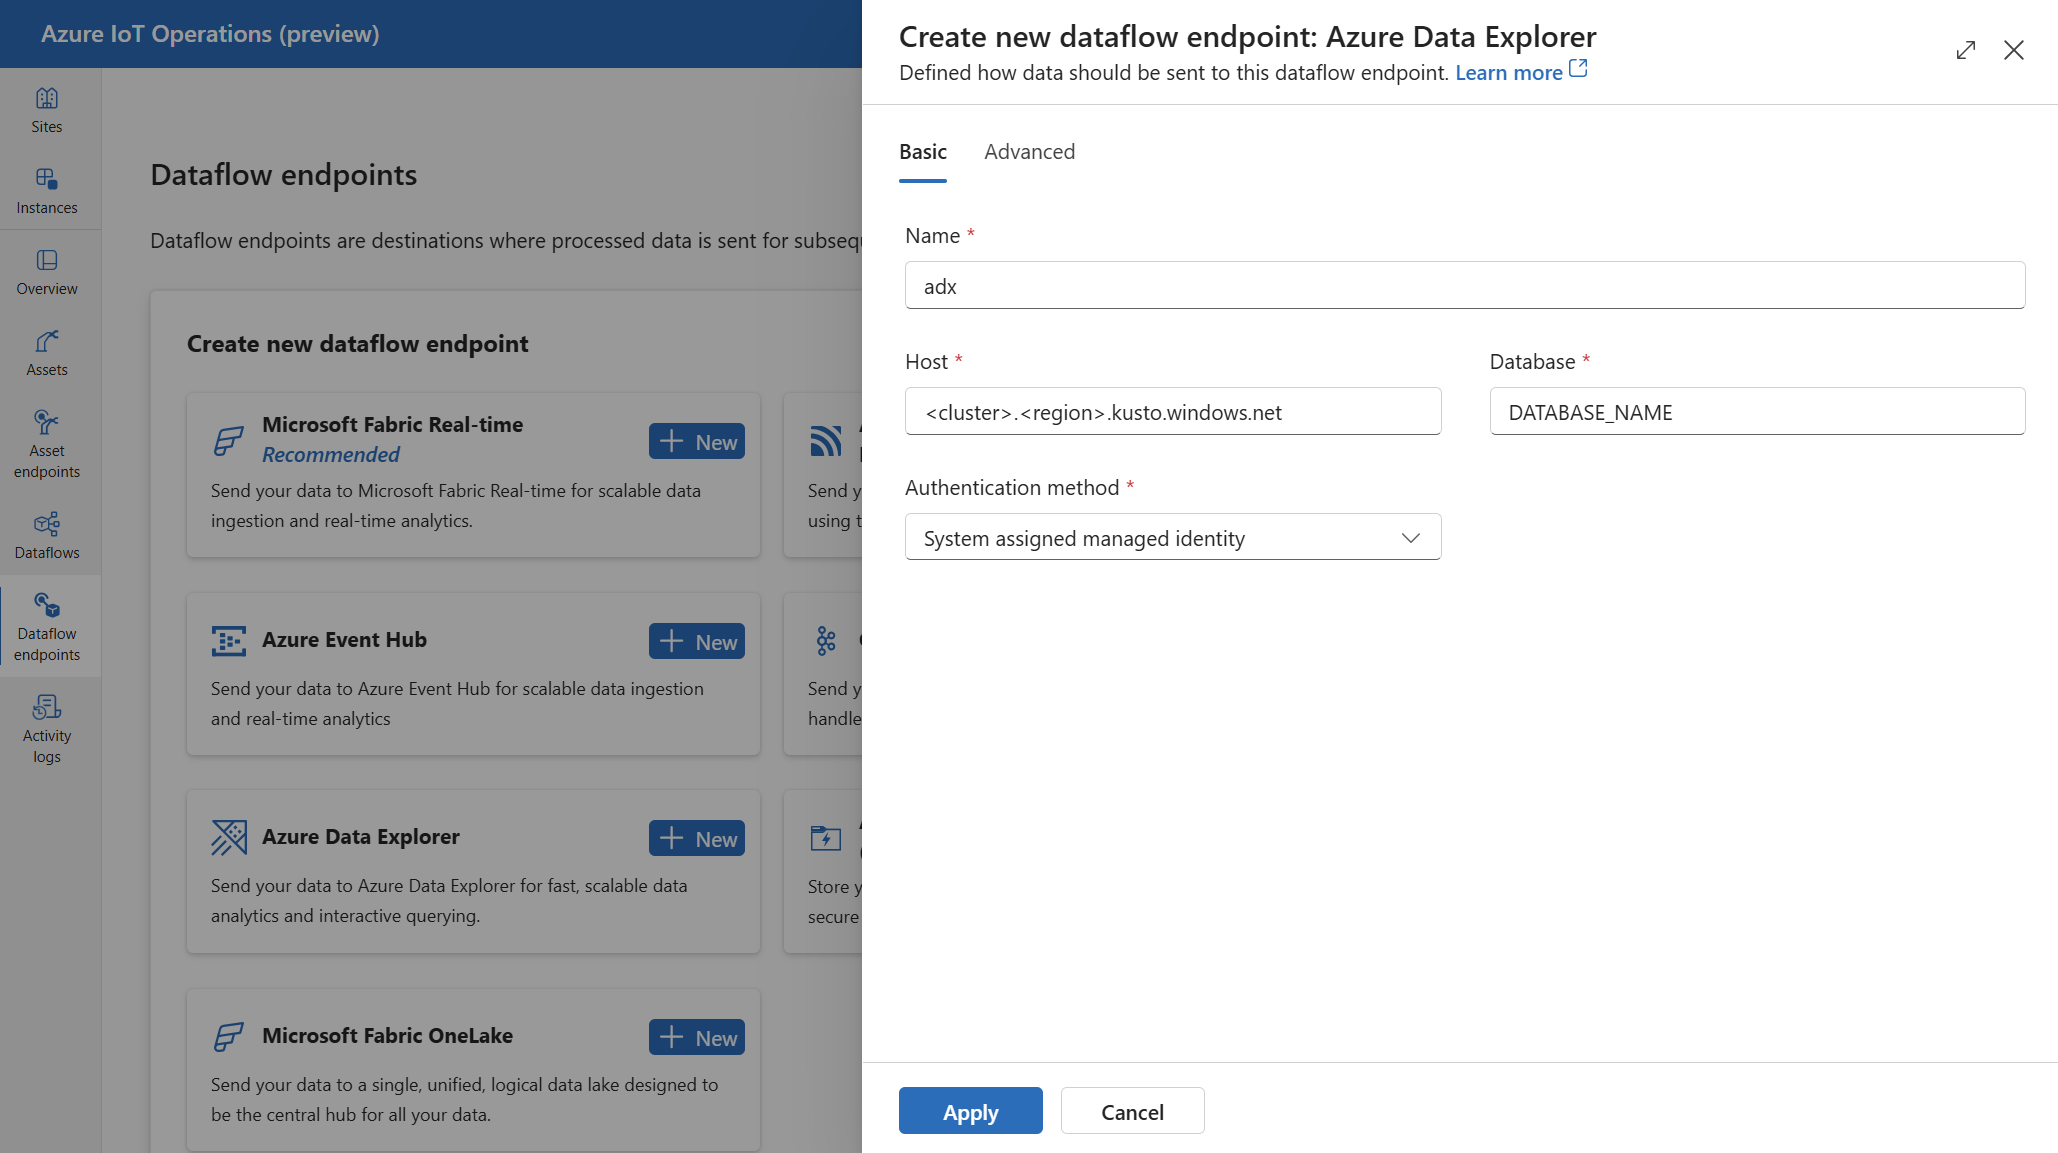 Azure IoT Operations (preview)
Sites
Instances
Overview
Assets
Asset
endpoints
Dataflows
Dataflow
endpoints
Activity
logs
Dataflow endpoints
Dataflow endpoints are destinations where processed data is sent for
Create new dataflow endpoint
Microsoft Fabric Real-time
Recommended
New
Send your data to Microsoft Fabric Real-time for scalable data
ingestion and real-time analytics.
Send
using
Azure Event Hub
New
Send your data to Azure Event Hub for scalable data ingestion
and real-time analytics
Send
handle
Azure Data Explorer
New
Send your data to Azure Data Explorer for fast, scalable data
analytics and interactive querying.
Store
secure
Microsoft Fabric OneLake
New
Send your data to a single, unified, logical data lake designed to
be the central hub for all your data.
Create new dataflow endpoint: Azure Data Explorer
Defined how data should be sent to this dataflow endpoint. Learn more
Basic Advanced
Name *
adx
Host *
<cluster>.<region>.kusto.windows.net
Database *
DATABASE_NAME
Authentication method *
System assigned managed identity
Apply Cancel